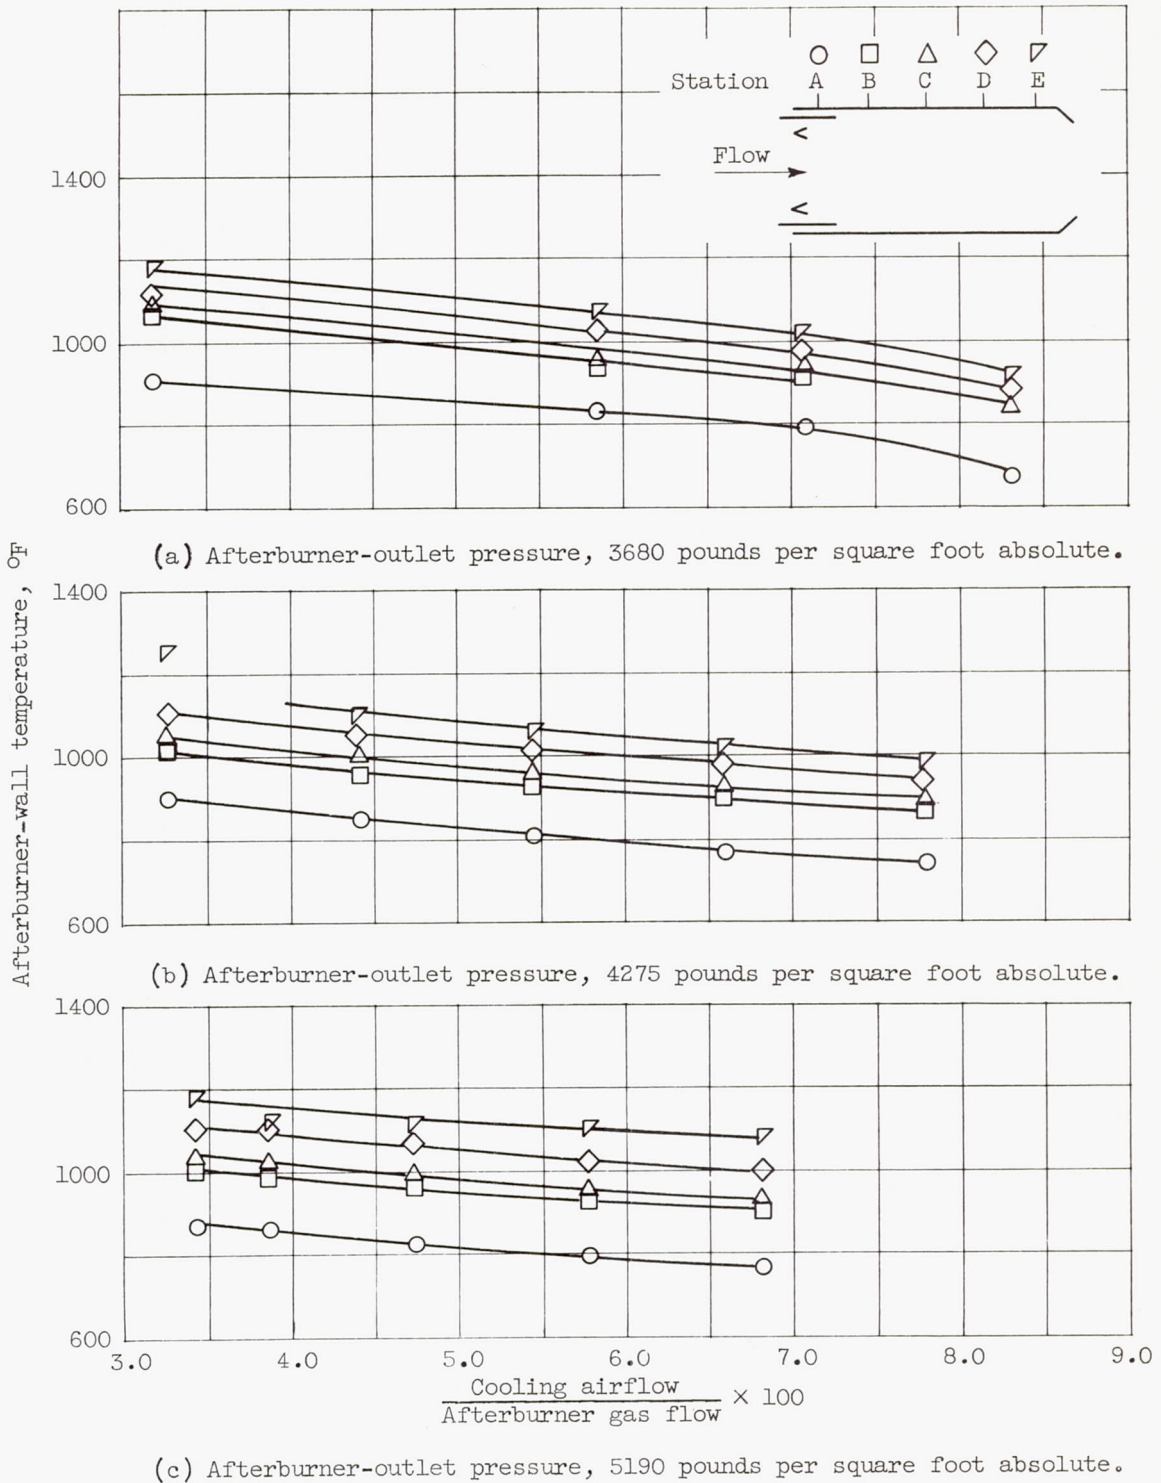 Station A B C D E
Flow
1400
1000
600
(a) Afterburner-outlet pressure, 3680 pounds per square foot absolute.
Afterburner-wall temperature, °F
1400
1000
600
(b) Afterburner-outlet pressure, 4275 pounds per square foot absolute.
1400
1000
600
3.0 4.0 5.0 6.0 7.0 8.0 9.0
Cooling airflow
Afterburner gas flow × 100
(c) Afterburner-outlet pressure, 5190 pounds per square foot absolute.